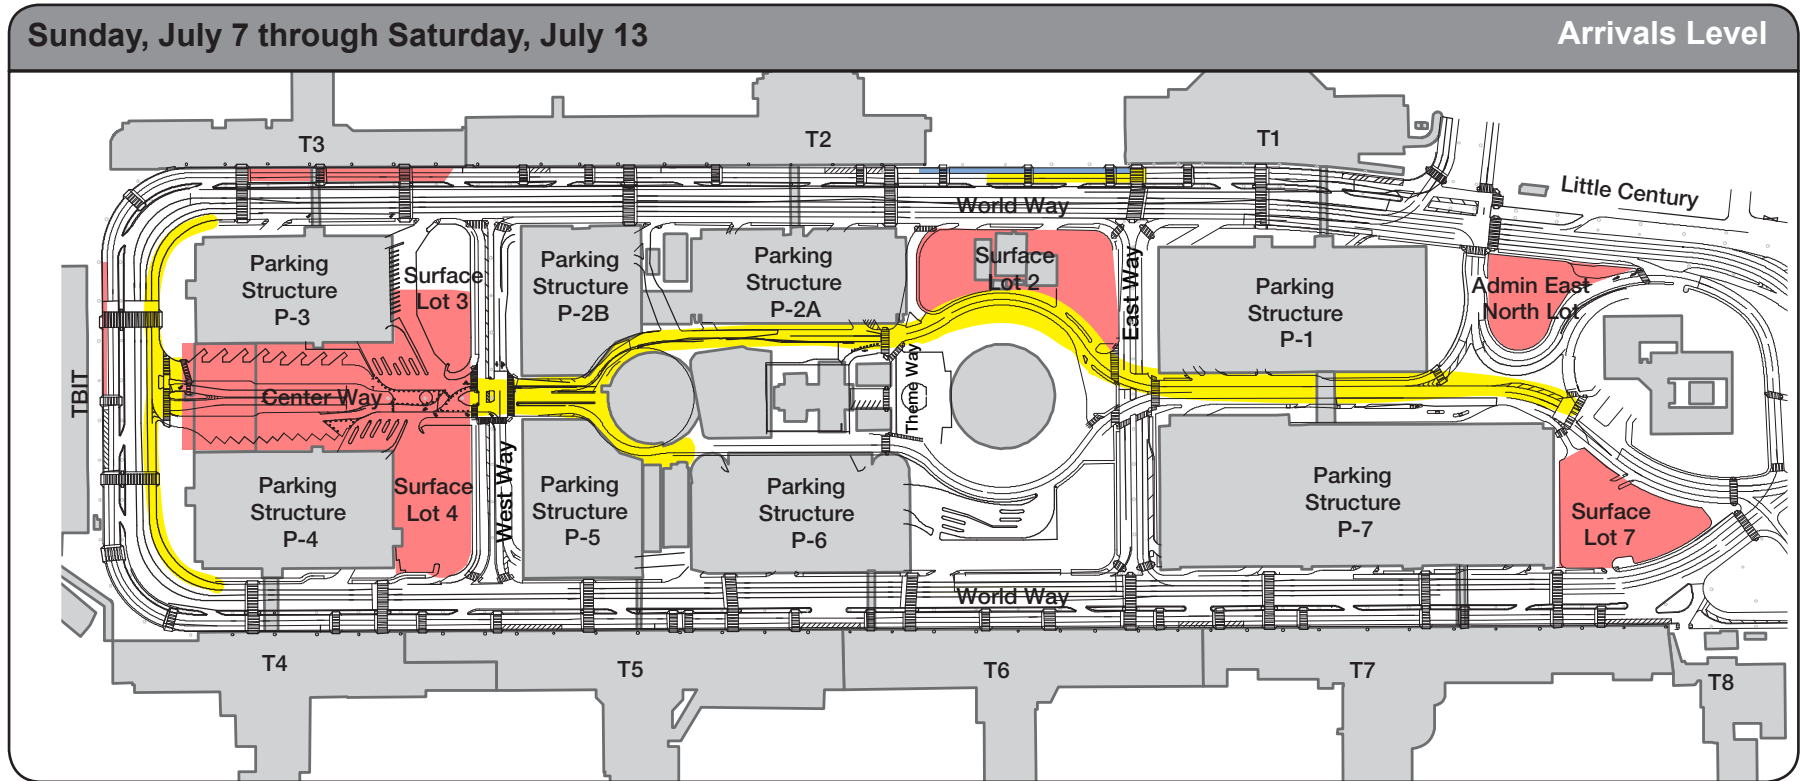 Sunday, July 7 through Saturday, July 13
Arrivals Level
T3
T2
T1
Little Century
World Way
Parking
Structure
P-3
Surface
Lot 3
Parking
Structure
P-2B
Parking
Structure
P-2A
Surface
Lot 2
East Way
Parking
Structure
P-1
Admin East
North Lot
TBIT
Center Way
Theme Way
Parking
Structure
P-4
Surface
Lot 4
West Way
Parking
Structure
P-5
Parking
Structure
P-6
Parking
Structure
P-7
Surface
Lot 7
World Way
T4
T5
T6
T7
T8